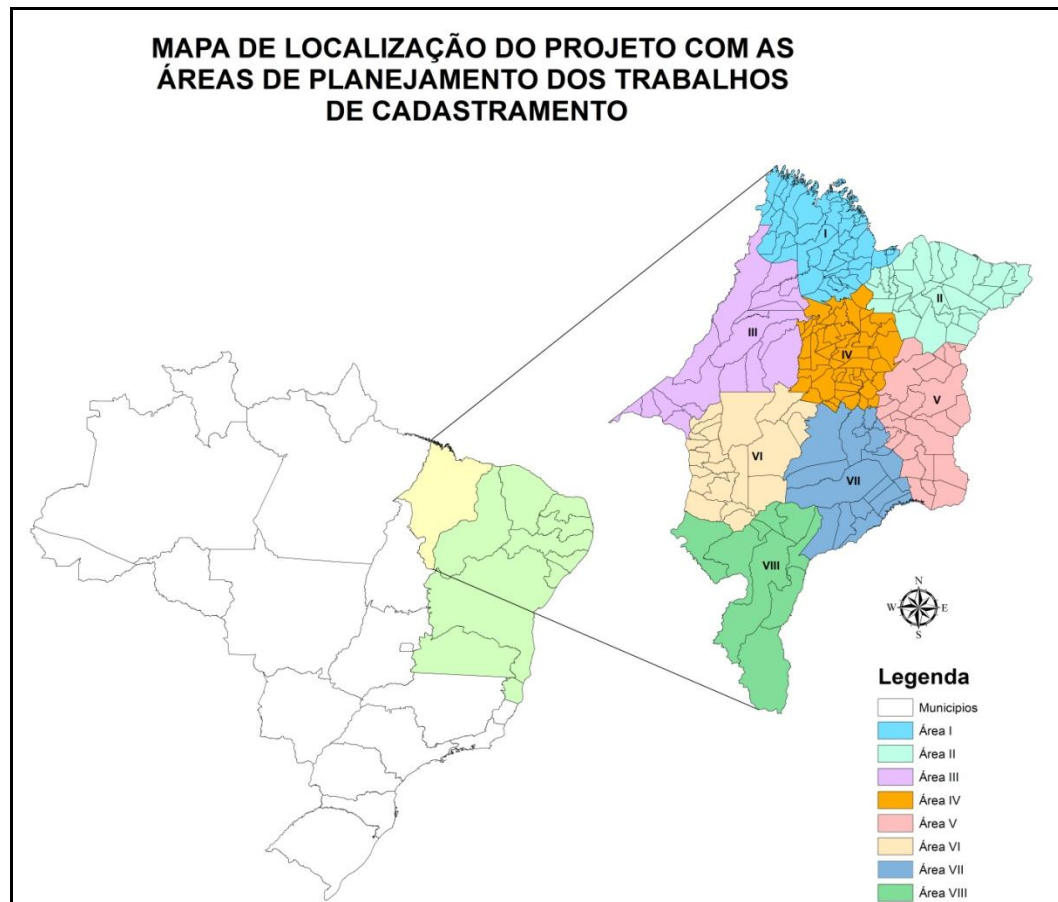 MAPA DE LOCALIZAÇÃO DO PROJETO COM AS
ÁREAS DE PLANEJAMENTO DOS TRABALHOS
DE CADASTRAMENTO
I
II
III
IV
V
VI
VII
VIII
N
W
E
S
Legenda
Municipios
Área I
Área II
Área III
Área IV
Área V
Área VI
Área VII
Área VIII